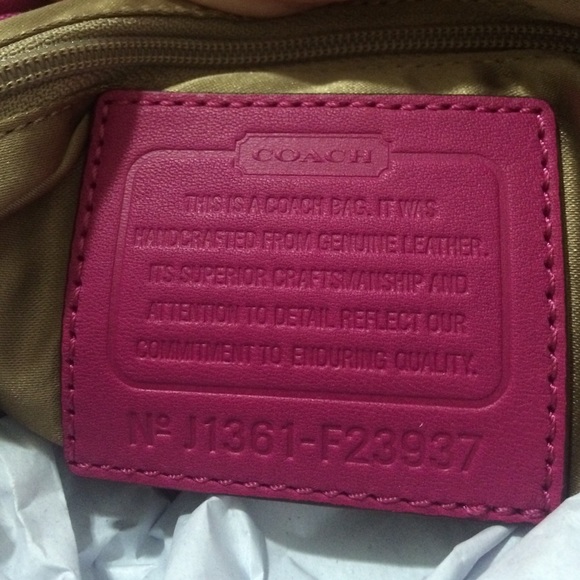 COACH
THIS IS A COACH BAG. IT WAS
HANDCRAFTED FROM GENUINE LEATHER.
ITS SUPERIOR CRAFTSMANSHIP AND
ATTENTION TO DETAIL REFLECT OUR
COMMITMENT TO ENDURING QUALITY.
Nº J1361-F23937